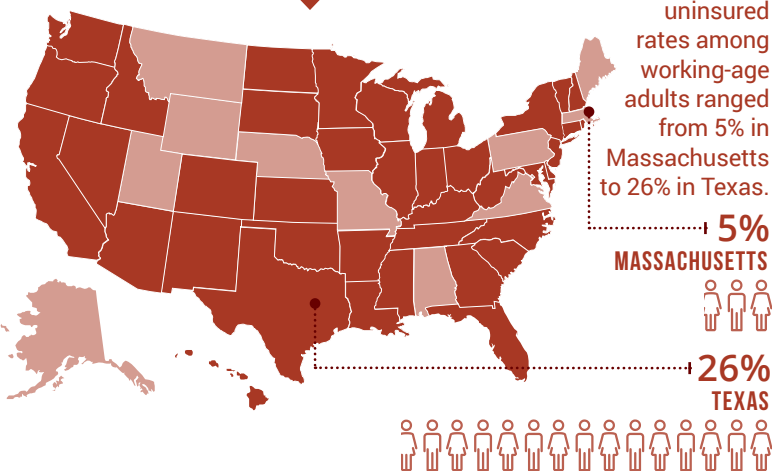 uninsured
rates among
working-age
adults ranged
from 5% in
Massachusetts
to 26% in Texas.
5%
MASSACHUSETTS
26%
TEXAS